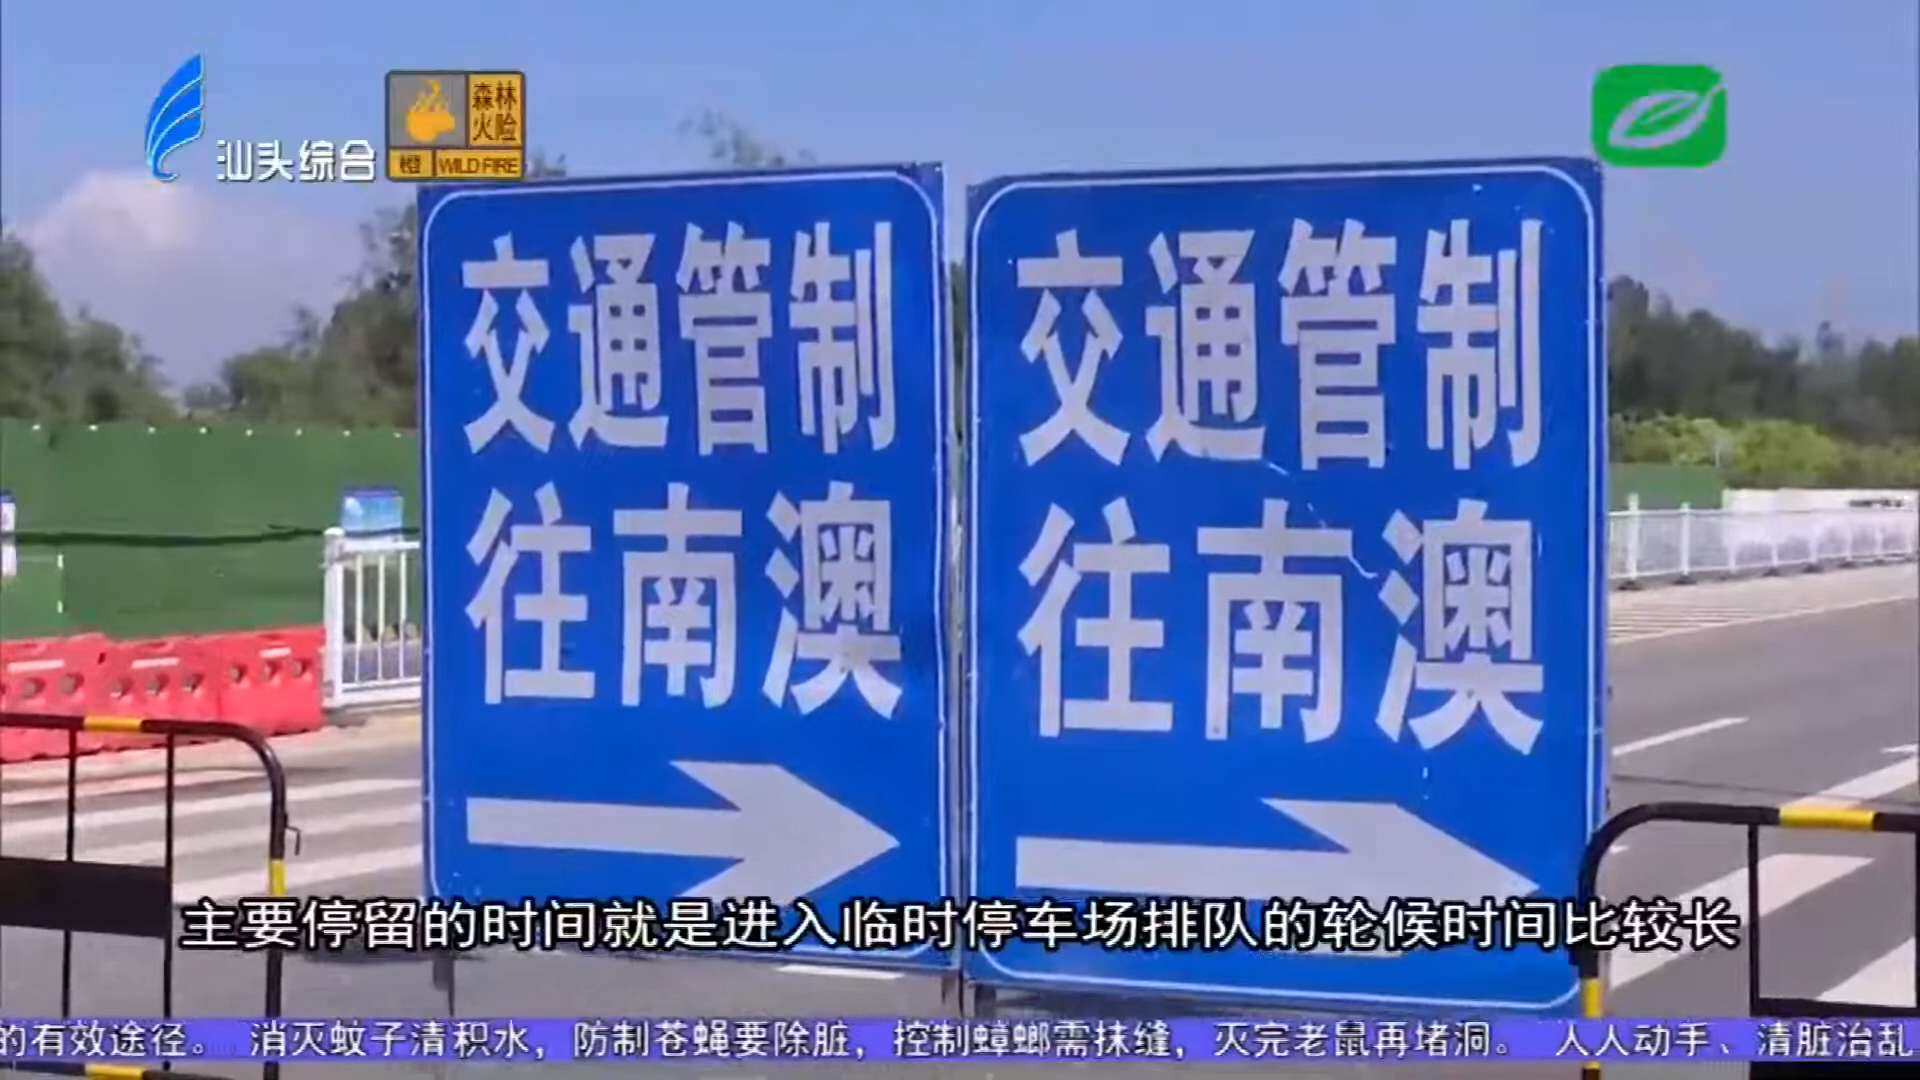 汕头综合
森林
火险
橙 WILD FIRE
交通管制
往南澳
交通管制
往南澳
主要停留的时间就是进入临时停车场排队的轮候时间比较长
的有效途径。 消灭蚊子清积水，防制苍蝇要除脏，控制蟑螂需抹缝，灭完老鼠再堵洞。 人人动手、清脏治乱